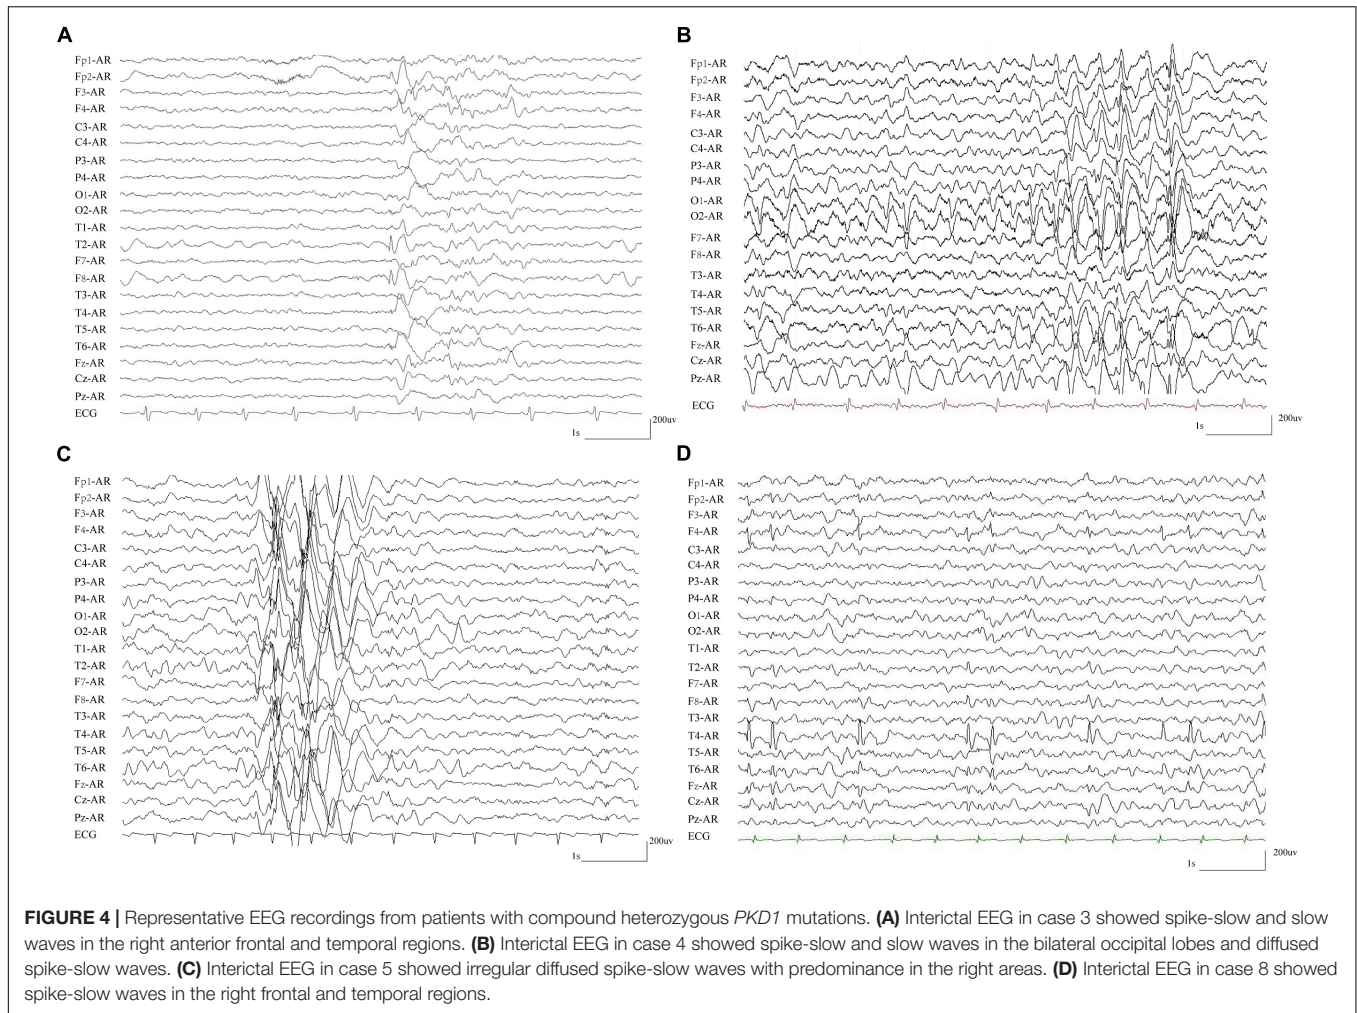 A
Fp1-AR
Fp2-AR
F3-AR
F4-AR
C3-AR
C4-AR
P3-AR
P4-AR
O1-AR
O2-AR
T1-AR
T2-AR
F7-AR
F8-AR
T3-AR
T4-AR
T5-AR
T6-AR
Fz-AR
Cz-AR
Pz-AR
ECG
1s
200uv
B
Fp1-AR
Fp2-AR
F3-AR
F4-AR
C3-AR
C4-AR
P3-AR
P4-AR
O1-AR
O2-AR
F7-AR
F8-AR
T3-AR
T4-AR
T5-AR
T6-AR
Fz-AR
Cz-AR
Pz-AR
ECG
1s
200uv
C
Fp1-AR
Fp2-AR
F3-AR
F4-AR
C3-AR
C4-AR
P3-AR
P4-AR
O1-AR
O2-AR
T1-AR
T2-AR
F7-AR
F8-AR
T3-AR
T4-AR
T5-AR
T6-AR
Fz-AR
Cz-AR
Pz-AR
ECG
1s
200uv
D
Fp1-AR
Fp2-AR
F3-AR
F4-AR
C3-AR
C4-AR
P3-AR
P4-AR
O1-AR
O2-AR
T1-AR
T2-AR
F7-AR
F8-AR
T3-AR
T4-AR
T5-AR
T6-AR
Fz-AR
Cz-AR
Pz-AR
ECG
1s
200uv
FIGURE 4 | Representative EEG recordings from patients with compound heterozygous PKD1 mutations. (A) Interictal EEG in case 3 showed spike-slow and slow
waves in the right anterior frontal and temporal regions. (B) Interictal EEG in case 4 showed spike-slow and slow waves in the bilateral occipital lobes and diffused
spike-slow waves. (C) Interictal EEG in case 5 showed irregular diffused spike-slow waves with predominance in the right areas. (D) Interictal EEG in case 8 showed
spike-slow waves in the right frontal and temporal regions.